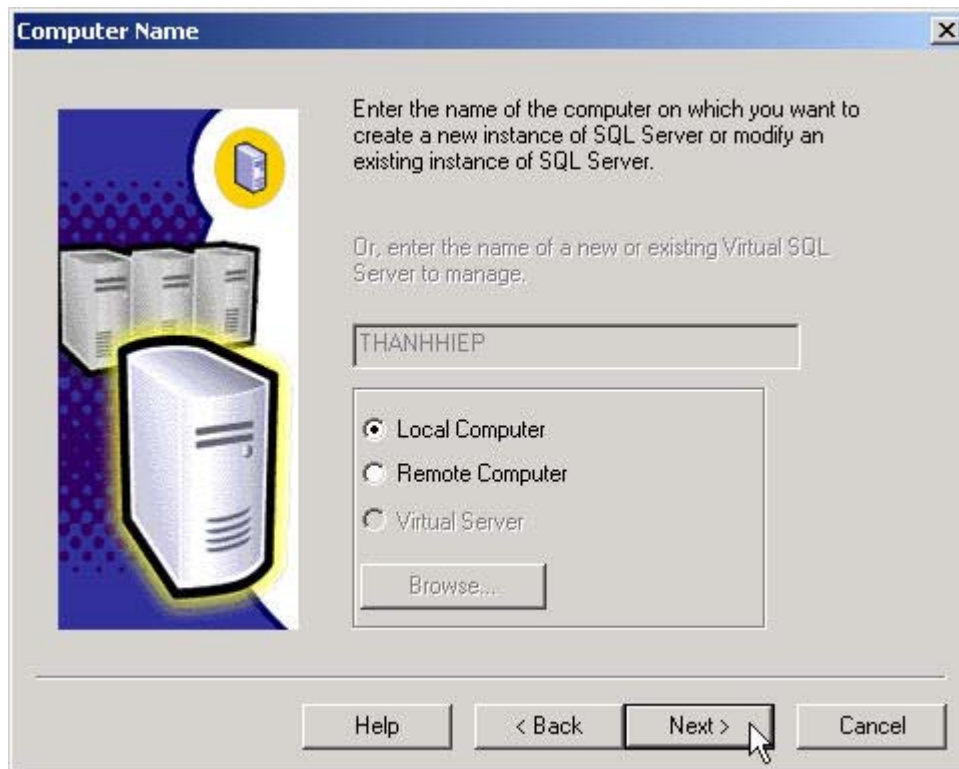 Computer Name
Enter the name of the computer on which you want to
create a new instance of SQL Server or modify an
existing instance of SQL Server.
Or, enter the name of a new or existing Virtual SQL
Server to manage.
THANHHIEP
Local Computer
Remote Computer
Virtual Server
Browse...
Help
< Back
Next >
Cancel